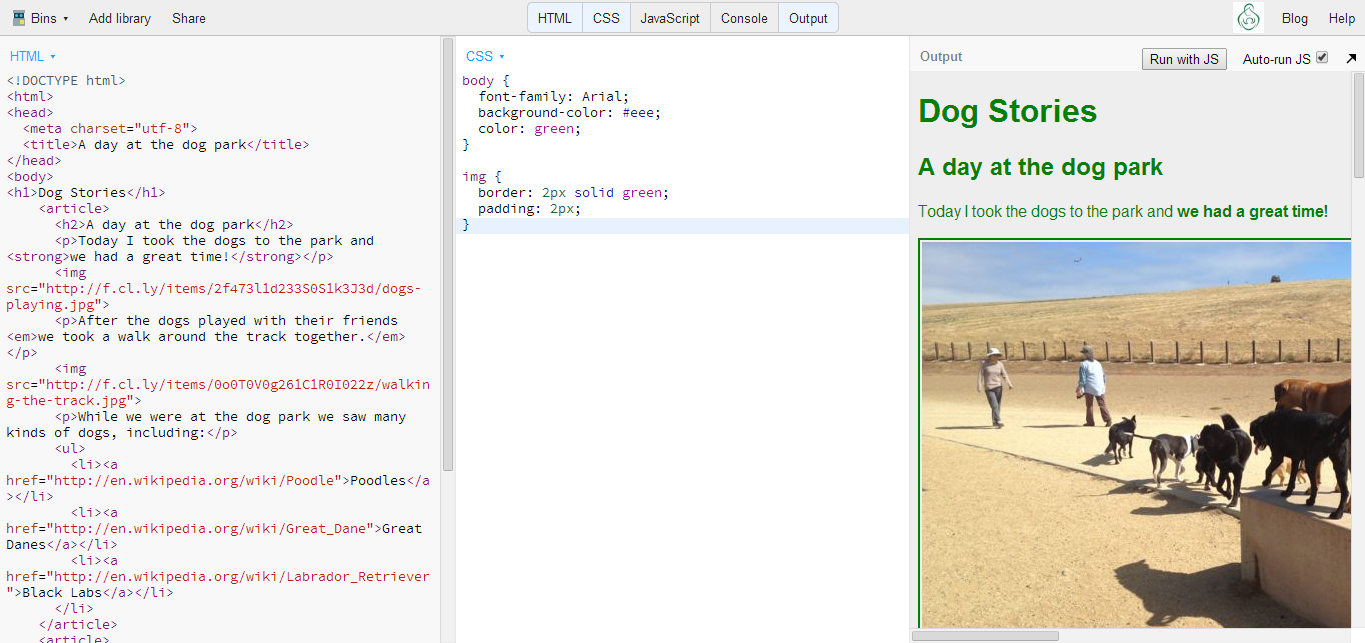 Bins Add library Share HTML CSS JavaScript Console Output Blog Help
HTML
<!DOCTYPE html>
<html>
<head>
<meta charset="utf-8">
<title>A day at the dog park</title>
</head>
<body>
<h1>Dog Stories</h1>
<article>
<h2>A day at the dog park</h2>
<p>Today I took the dogs to the park and
<strong>we had a great time!</strong></p>
<img
src="http://f.cl.ly/items/2f473l1d233S0S1k3J3d/dogs-
playing.jpg">
<p>After the dogs played with their friends
<em>we took a walk around the track together.</em>
</p>
<img
src="http://f.cl.ly/items/0o0T0V0g261C1R0I022z/walkin
g-the-track.jpg">
<p>While we were at the dog park we saw many
kinds of dogs, including:</p>
<ul>
<li><a
href="http://en.wikipedia.org/wiki/Poodle">Poodles</a
></li>
<li><a
href="http://en.wikipedia.org/wiki/Great_Dane">Great
Danes</a></li>
<li><a
href="http://en.wikipedia.org/wiki/Labrador_Retriever
">Black Labs</a></li>
</li>
</article>
<article>
CSS
body {
font-family: Arial;
background-color: #eee;
color: green;
}
img {
border: 2px solid green;
padding: 2px;
}
Output Run with JS Auto-run JS
Dog Stories
A day at the dog park
Today I took the dogs to the park and we had a great time!